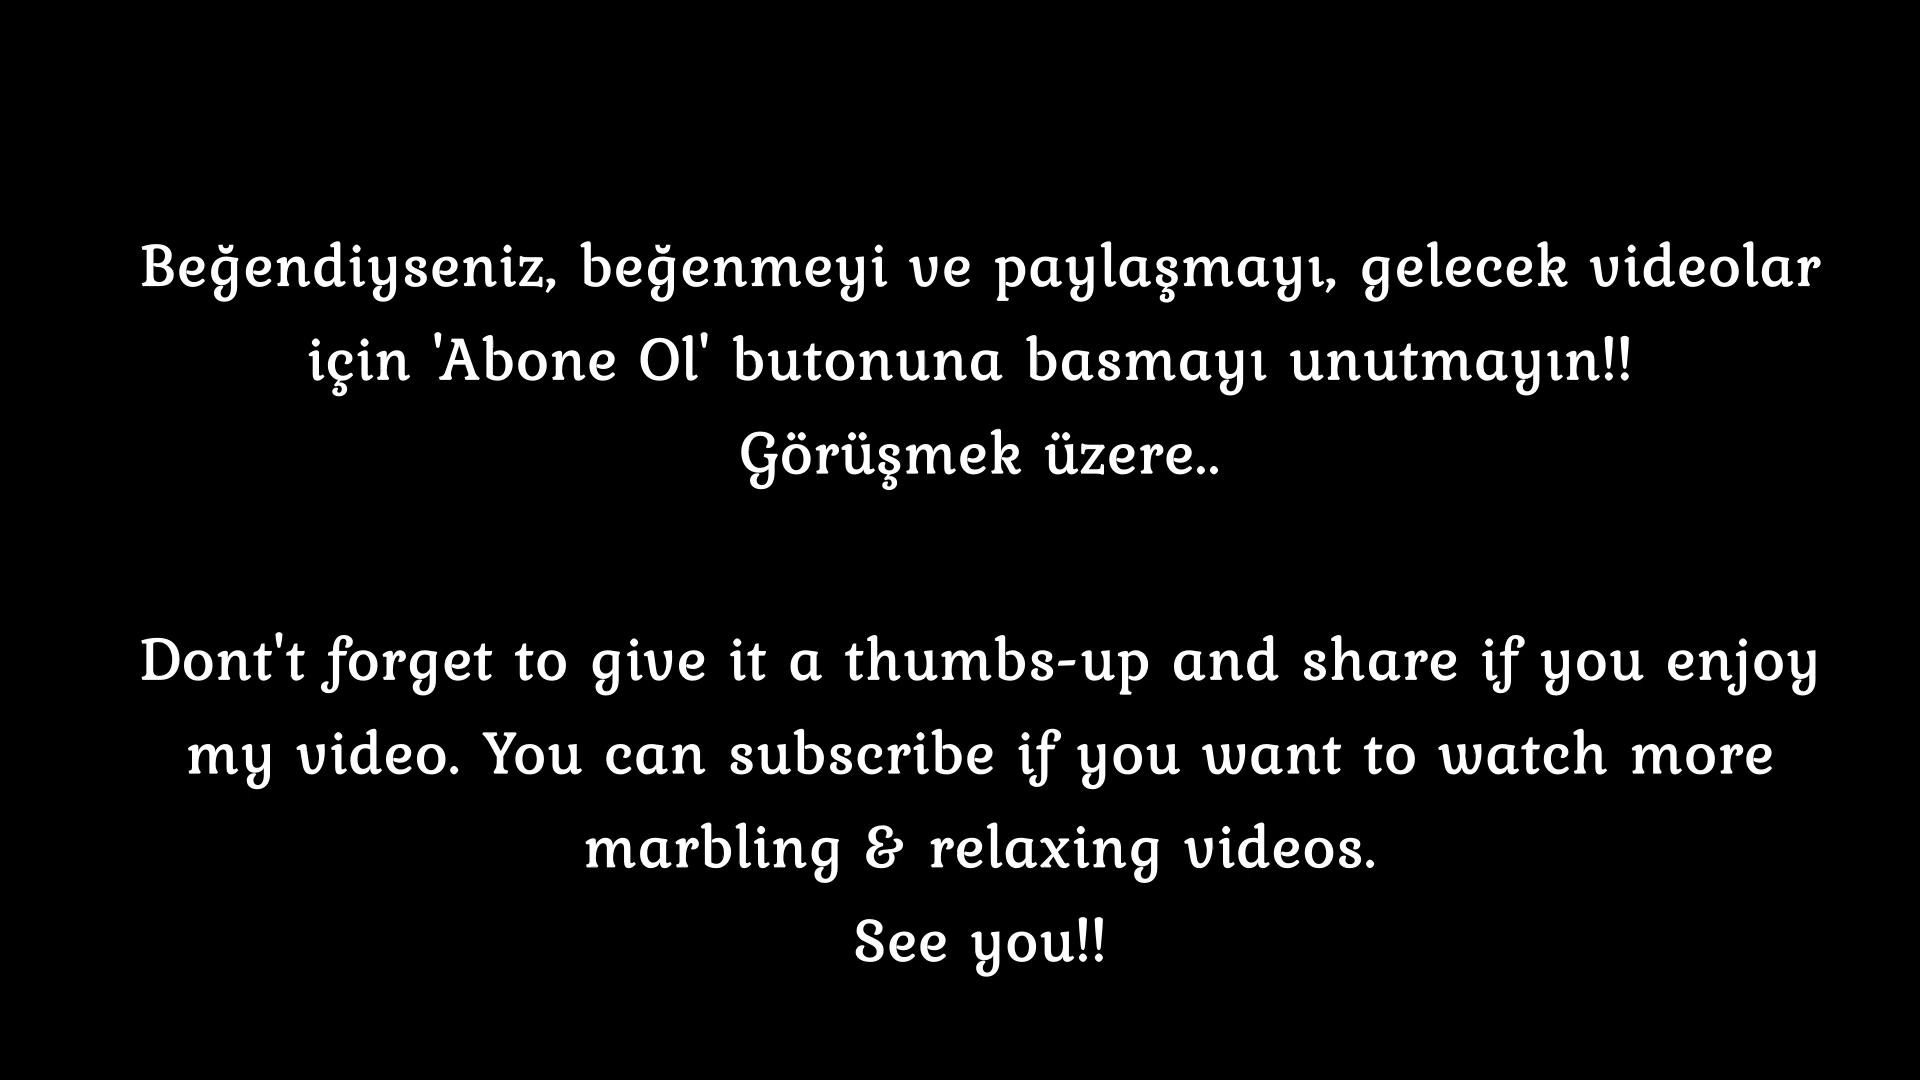 Beğendiyseniz, beğenmeyi ve paylaşmayı, gelecek videolar
için 'Abone Ol' butonuna basmayı unutmayın!!
Görüşmek üzere..
Dont't forget to give it a thumbs-up and share if you enjoy
my video. You can subscribe if you want to watch more
marbling & relaxing videos.
See you!!